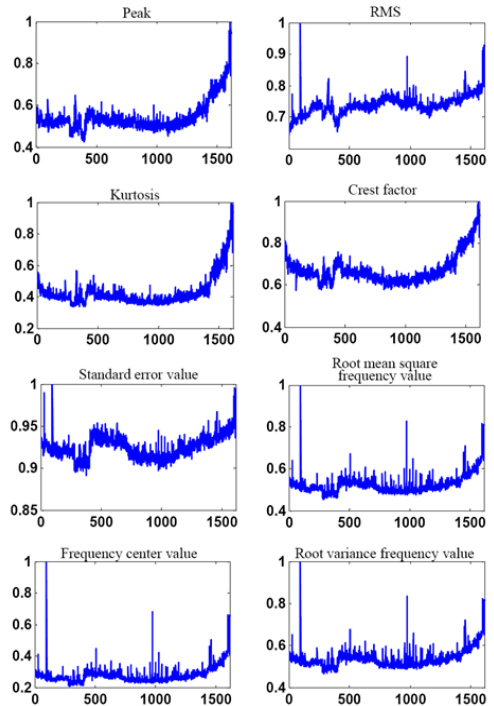 Peak
RMS
1
0.8
0.6
0.4
0 500 1000 1500
1
0.9
0.8
0.7
0 500 1000 1500
Kurtosis
Crest factor
1
0.8
0.6
0.4
0.2
0 500 1000 1500
1
0.8
0.6
0.4
0 500 1000 1500
Standard error value
Root mean square
frequency value
1
0.95
0.9
0.85
0 500 1000 1500
1
0.8
0.6
0.4
0 500 1000 1500
Frequency center value
Root variance frequency value
1
0.8
0.6
0.4
0.2
0 500 1000 1500
1
0.8
0.6
0.4
0 500 1000 1500